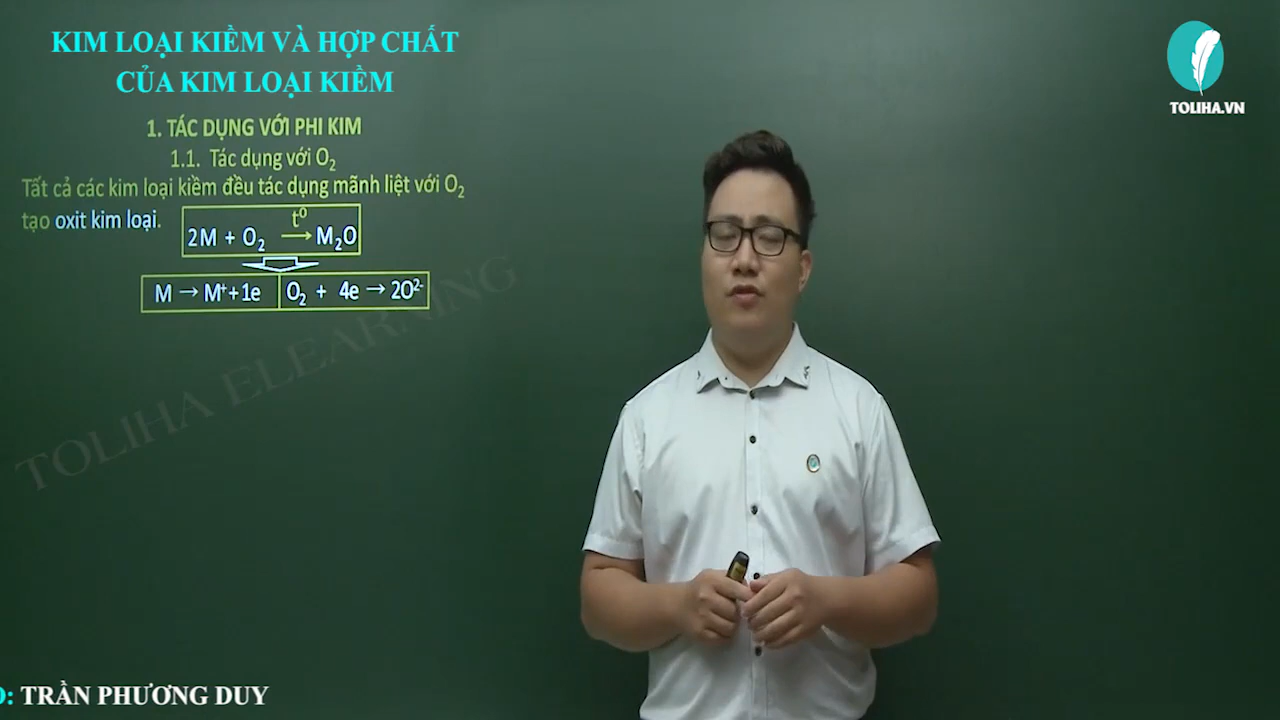 KIM LOẠI KIỀM VÀ HỢP CHẤT
CỦA KIM LOẠI KIỀM
TOLIHA.VN
1. TÁC DỤNG VỚI PHI KIM
1.1. Tác dụng với O₂
Tất cả các kim loại kiềm đều tác dụng mãnh liệt với O₂
tạo oxit kim loại.
2M + O₂ —t⁰→ M₂O
M → M⁺ + 1e O₂ + 4e → 2O²⁻
TOLIHA ELEARNING
: TRẦN PHƯƠNG DUY